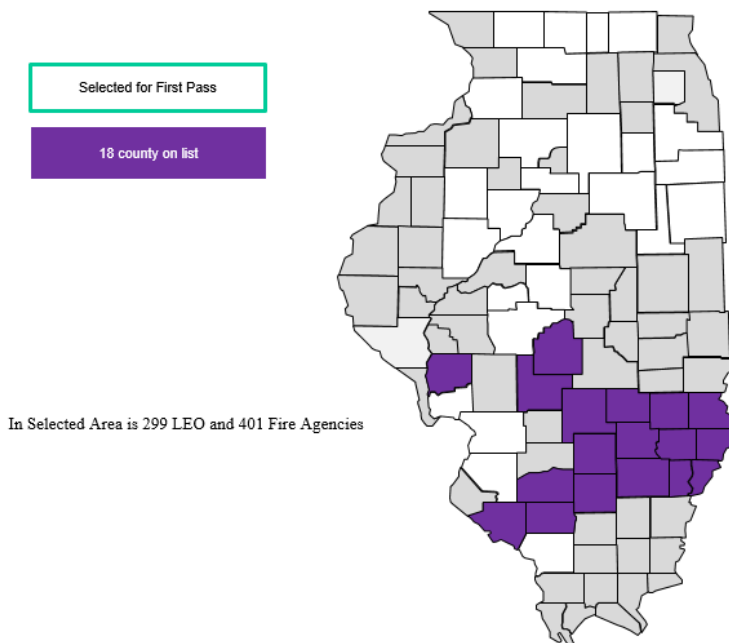 Selected for First Pass
18 county on list
In Selected Area is 299 LEO and 401 Fire Agencies